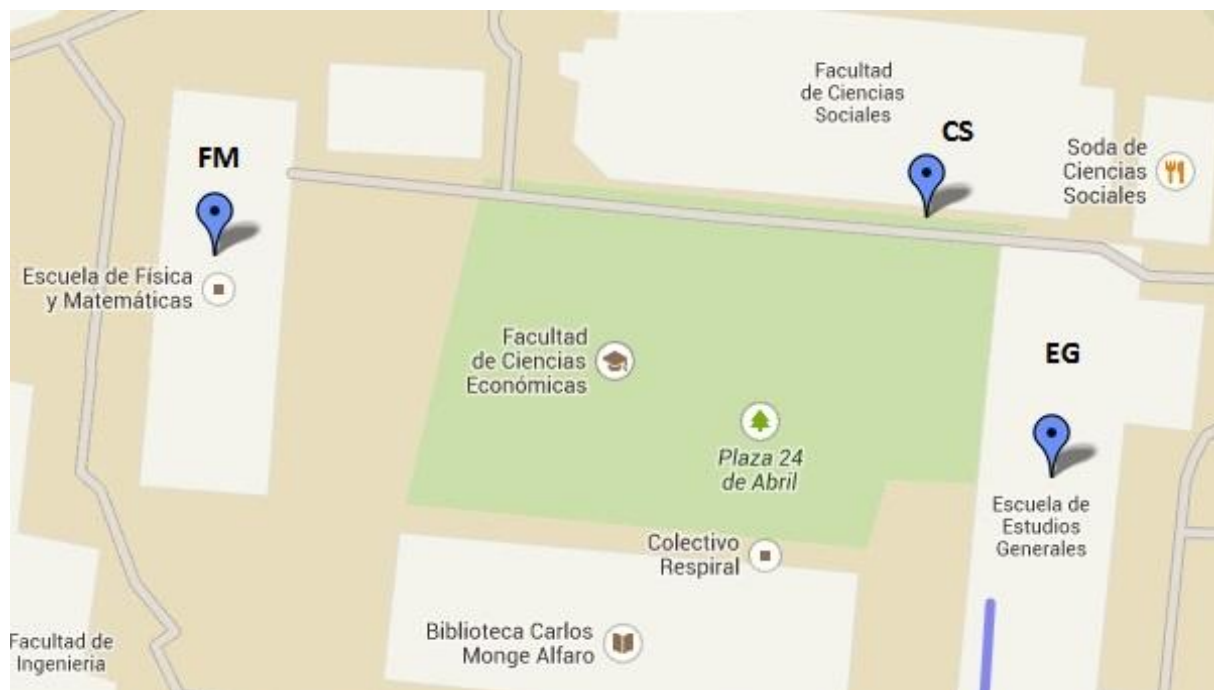 Facultad
de Ciencias
Sociales
CS
FM
Soda de
Ciencias
Sociales
Escuela de Física
y Matemáticas
Facultad
de Ciencias
Económicas
EG
Plaza 24
de Abril
Escuela de
Estudios
Generales
Colectivo
Respiral
Biblioteca Carlos
Monge Alfaro
Facultad de
Ingenieria